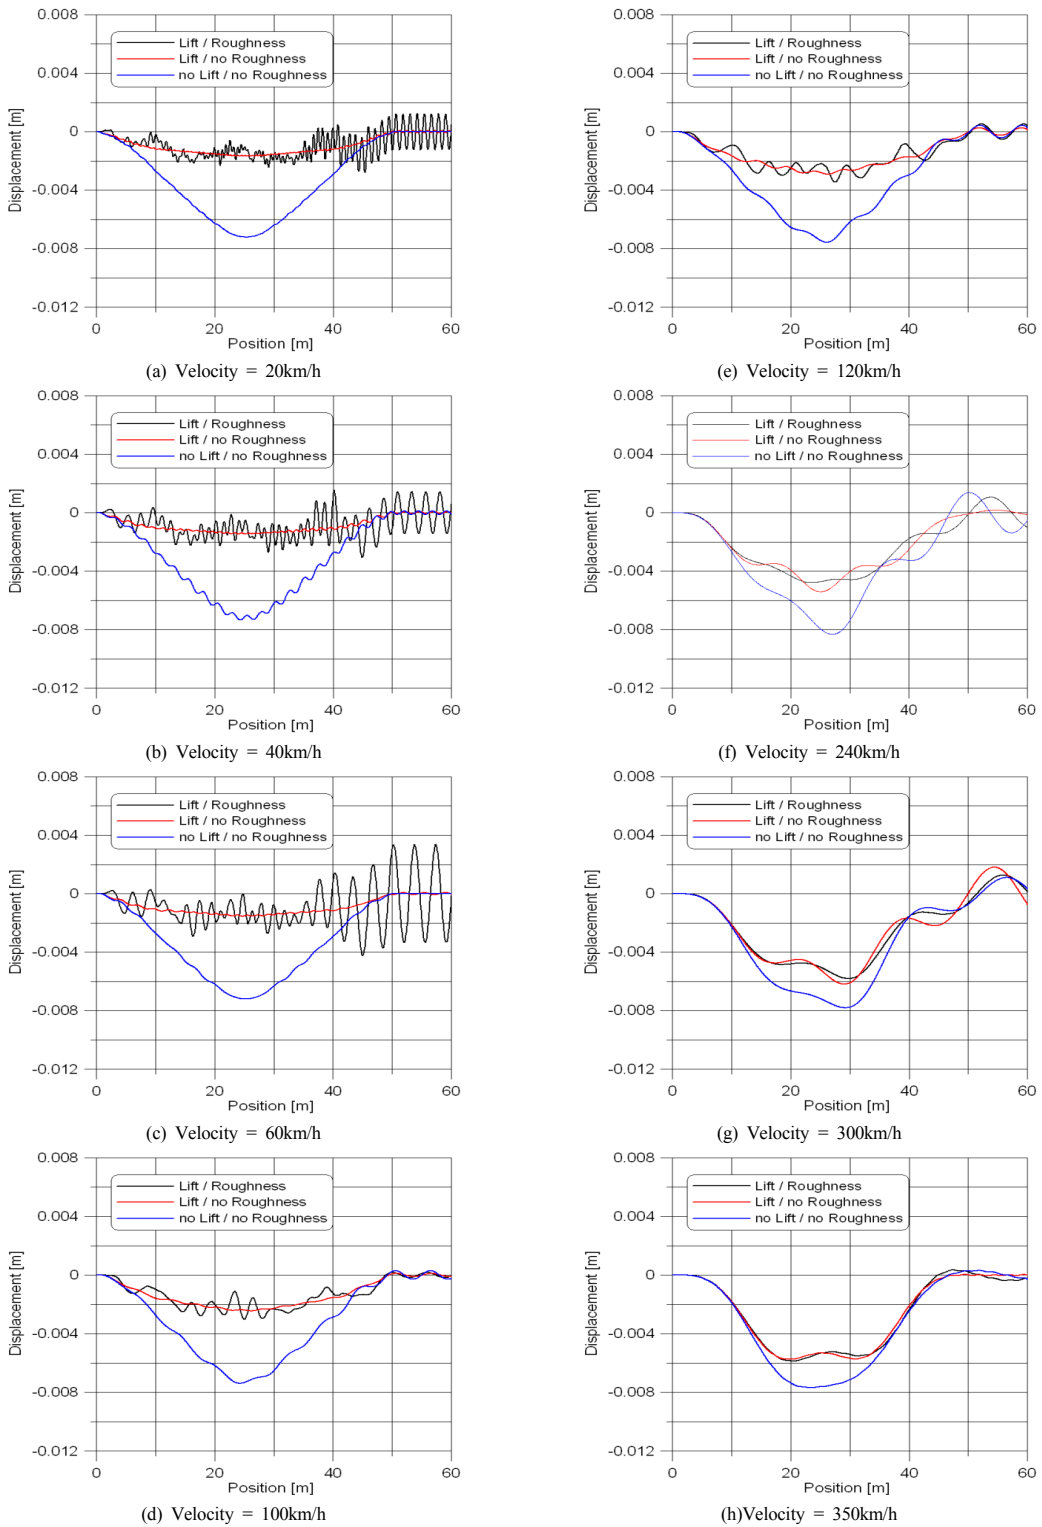 0.008
0.004
0
-0.004
-0.008
-0.012
Displacement [m]
Lift / Roughness
Lift / no Roughness
no Lift / no Roughness
0 20 40 60
Position [m]
(a) Velocity = 20km/h
0.008
0.004
0
-0.004
-0.008
-0.012
Displacement [m]
Lift / Roughness
Lift / no Roughness
no Lift / no Roughness
0 20 40 60
Position [m]
(b) Velocity = 40km/h
0.008
0.004
0
-0.004
-0.008
-0.012
Displacement [m]
Lift / Roughness
Lift / no Roughness
no Lift / no Roughness
0 20 40 60
Position [m]
(c) Velocity = 60km/h
0.008
0.004
0
-0.004
-0.008
-0.012
Displacement [m]
Lift / Roughness
Lift / no Roughness
no Lift / no Roughness
0 20 40 60
Position [m]
(d) Velocity = 100km/h
0.008
0.004
0
-0.004
-0.008
-0.012
Displacement [m]
Lift / Roughness
Lift / no Roughness
no Lift / no Roughness
0 20 40 60
Position [m]
(e) Velocity = 120km/h
0.008
0.004
0
-0.004
-0.008
-0.012
Displacement [m]
Lift / Roughness
Lift / no Roughness
no Lift / no Roughness
0 20 40 60
Position [m]
(f) Velocity = 240km/h
0.008
0.004
0
-0.004
-0.008
-0.012
Displacement [m]
Lift / Roughness
Lift / no Roughness
no Lift / no Roughness
0 20 40 60
Position [m]
(g) Velocity = 300km/h
0.008
0.004
0
-0.004
-0.008
-0.012
Displacement [m]
Lift / Roughness
Lift / no Roughness
no Lift / no Roughness
0 20 40 60
Position [m]
(h)Velocity = 350km/h